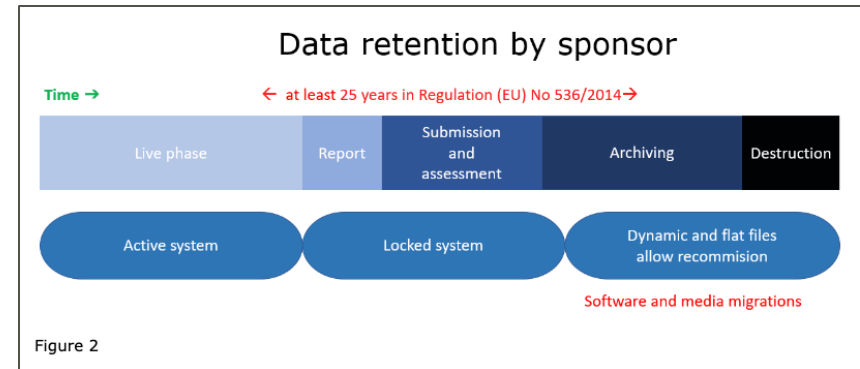 Data retention by sponsor
Time →
← at least 25 years in Regulation (EU) No 536/2014→
Live phase
Report
Submission
and
assessment
Archiving
Destruction
Active system
Locked system
Dynamic and flat files
allow recommision
Software and media migrations
Figure 2